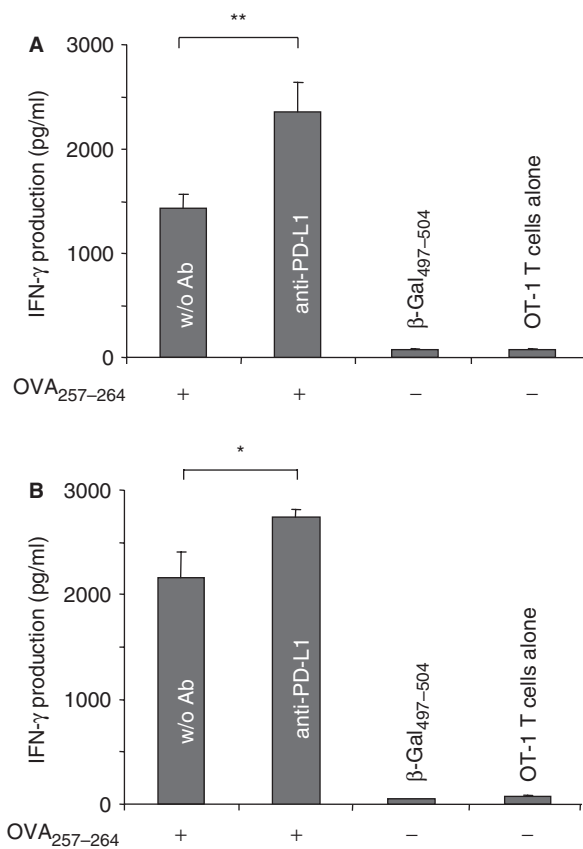 A
**
IFN-γ production (pg/ml)
3000
2000
1000
0
w/o Ab
anti-PD-L1
β-Gal497–504
OT-1 T cells alone
OVA257–264 + + – –
B
*
IFN-γ production (pg/ml)
3000
2000
1000
0
w/o Ab
anti-PD-L1
β-Gal497–504
OT-1 T cells alone
OVA257–264 + + – –